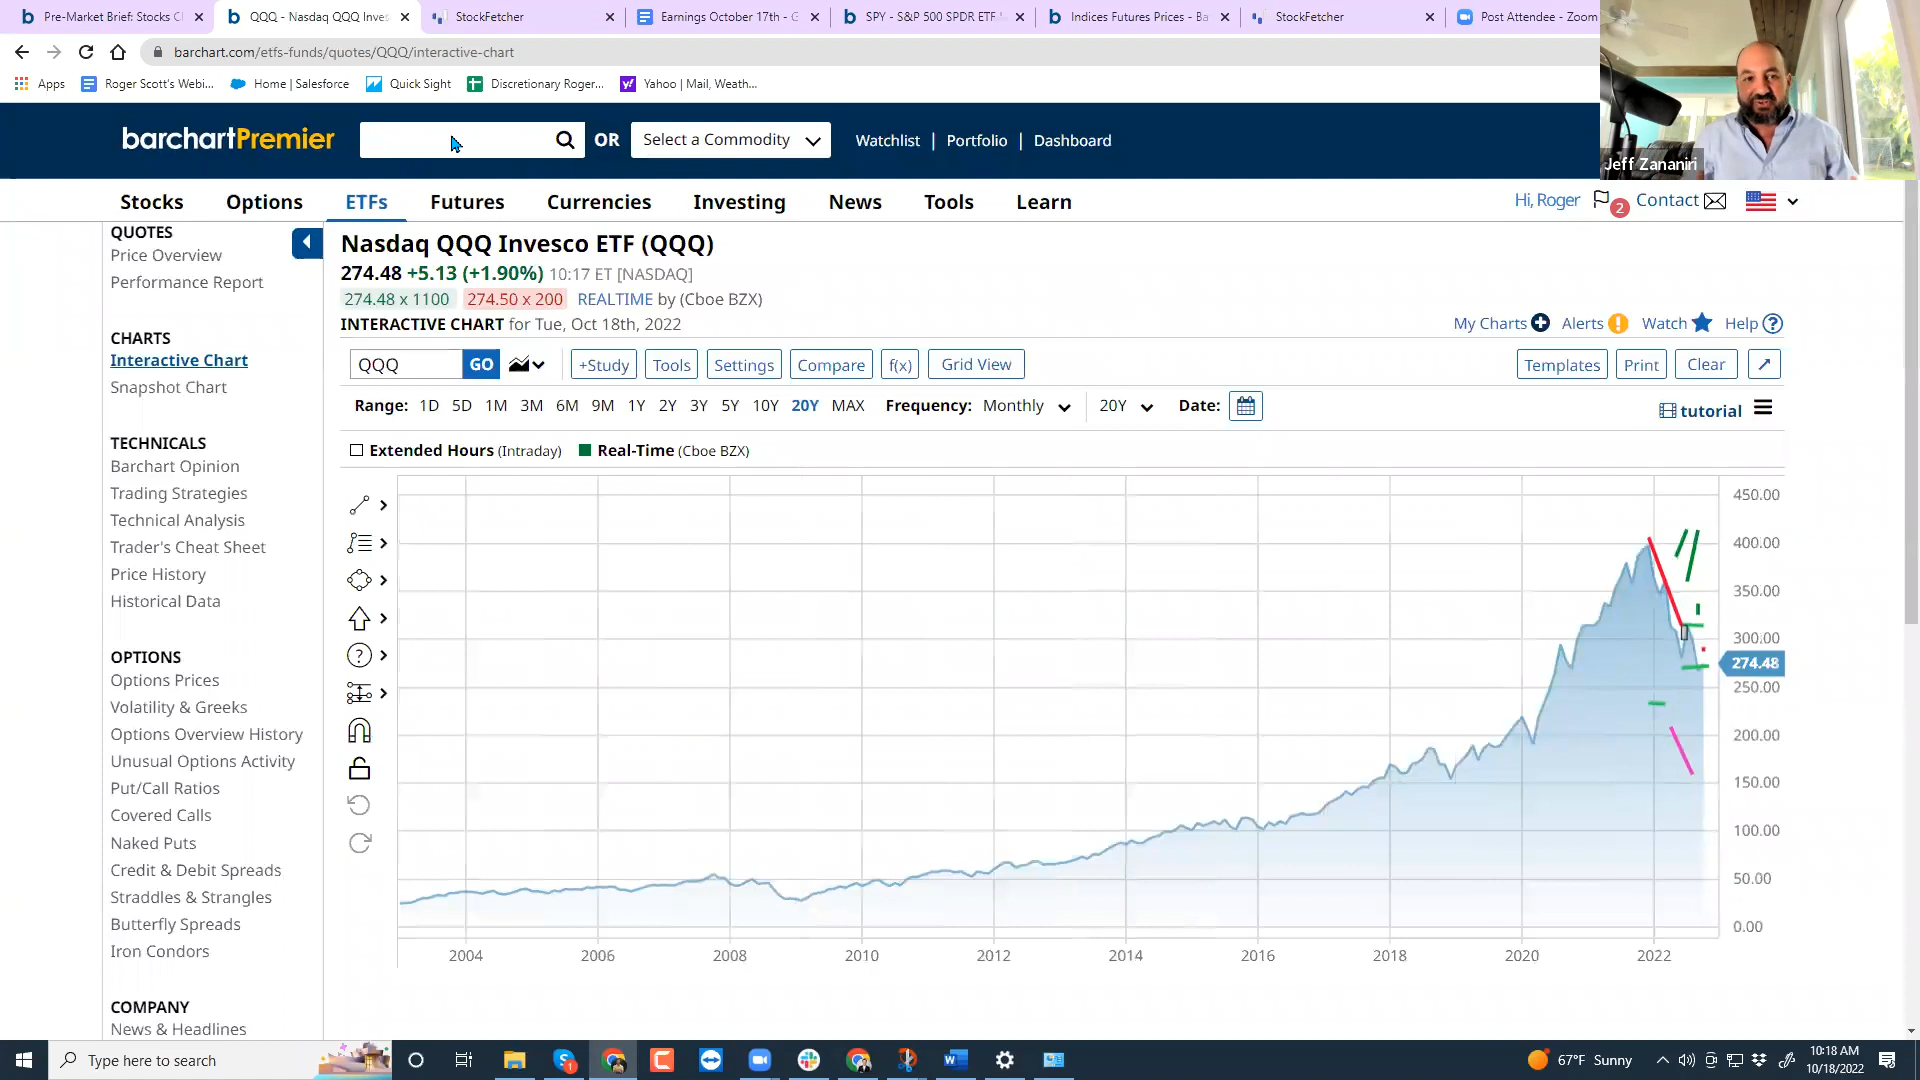 Pre-Market Brief: Stocks C
QQQ - Nasdaq QQQ Inves
StockFetcher
Earnings October 17th - G
SPY - S&P 500 SPDR ETF
Indices Futures Prices - Ba
StockFetcher
Post Attendee - Zoom
barchart.com/etfs-funds/quotes/QQQ/interactive-chart
Apps
Roger Scott's Webi...
Home | Salesforce
Quick Sight
Discretionary Roger...
Yahoo | Mail, Weath...
Jeff Zananiri
barchartPremier
OR
Select a Commodity
Watchlist | Portfolio | Dashboard
Stocks Options ETFs Futures Currencies Investing News Tools Learn
Hi, Roger
2
Contact
QUOTES
Price Overview
Performance Report
CHARTS
Interactive Chart
Snapshot Chart
TECHNICALS
Barchart Opinion
Trading Strategies
Technical Analysis
Trader's Cheat Sheet
Price History
Historical Data
OPTIONS
Options Prices
Volatility & Greeks
Options Overview History
Unusual Options Activity
Put/Call Ratios
Covered Calls
Naked Puts
Credit & Debit Spreads
Straddles & Strangles
Butterfly Spreads
Iron Condors
COMPANY
News & Headlines
Nasdaq QQQ Invesco ETF (QQQ)
274.48 +5.13 (+1.90%) 10:17 ET [NASDAQ]
274.48 x 1100 274.50 x 200 REALTIME by (Cboe BZX)
INTERACTIVE CHART for Tue, Oct 18th, 2022
My Charts Alerts Watch Help
QQQ GO +Study Tools Settings Compare f(x) Grid View
Templates Print Clear
Range: 1D 5D 1M 3M 6M 9M 1Y 2Y 3Y 5Y 10Y 20Y MAX Frequency: Monthly 20Y Date:
tutorial
Extended Hours (Intraday) Real-Time (Cboe BZX)
450.00
400.00
350.00
300.00
274.48
250.00
200.00
150.00
100.00
50.00
0.00
2004 2006 2008 2010 2012 2014 2016 2018 2020 2022
Type here to search
67°F Sunny
10:18 AM
10/18/2022